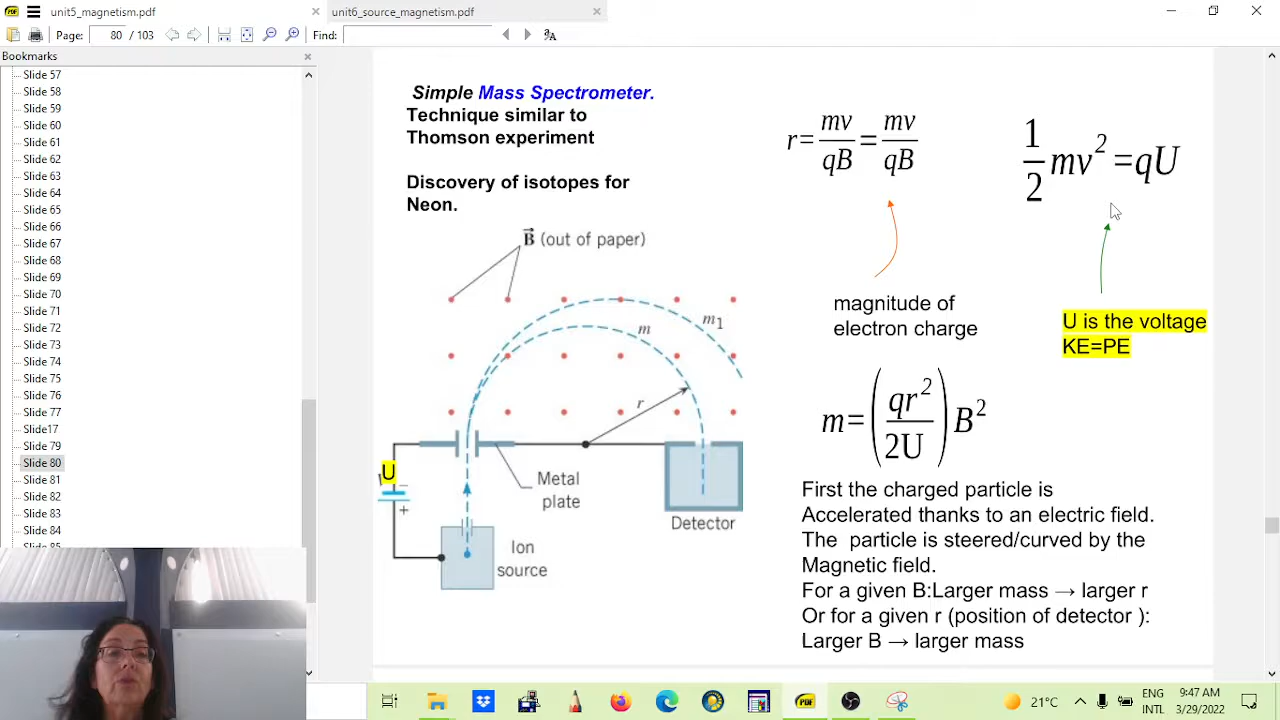 unit5_magnetism.pdf
unit6_source_magnetism.pdf
Page: 80 / 103
Find:
Bookmarks
Slide 57
Slide 58
Slide 59
Slide 60
Slide 61
Slide 62
Slide 63
Slide 64
Slide 65
Slide 66
Slide 67
Slide 68
Slide 69
Slide 70
Slide 71
Slide 72
Slide 73
Slide 74
Slide 75
Slide 76
Slide 77
Slide17
Slide 79
Slide 80
Slide 81
Slide 82
Slide 83
Slide 84
Slide 85
Simple Mass Spectrometer.
Technique similar to
Thomson experiment
Discovery of isotopes for
Neon.
B⃗ (out of paper)
m
m₁
r
U
−
+
Metal
plate
Detector
Ion
source
r = mv/qB = mv/qB
1/2 mv² = qU
magnitude of
electron charge
U is the voltage
KE=PE
m = (qr²/2U) B²
First the charged particle is
Accelerated thanks to an electric field.
The particle is steered/curved by the
Magnetic field.
For a given B:Larger mass → larger r
Or for a given r (position of detector ):
Larger B → larger mass
PDF
21°C
ENG
INTL
9:47 AM
3/29/2022